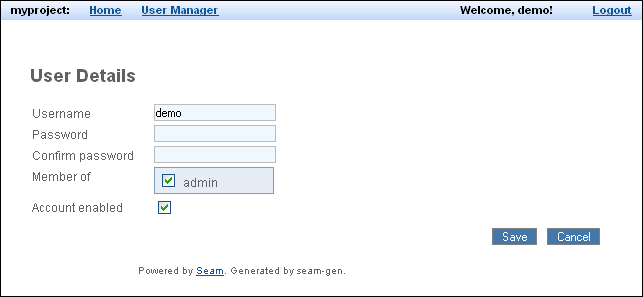 myproject: Home User Manager Welcome, demo! Logout
User Details
Username demo
Password
Confirm password
Member of admin
Account enabled
Save Cancel
Powered by Seam. Generated by seam-gen.